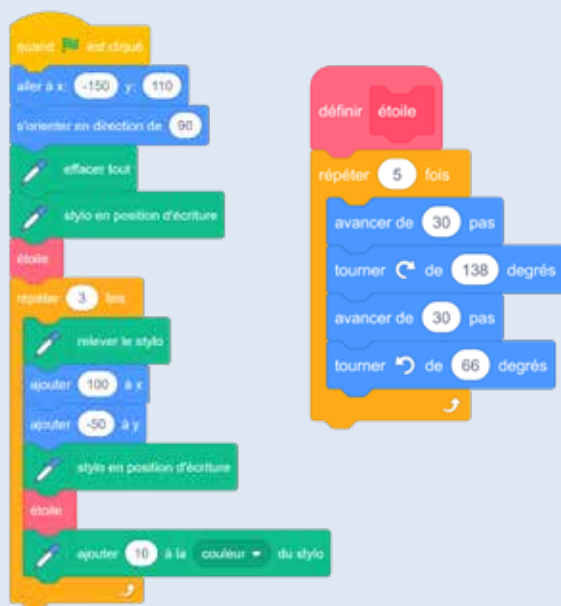 quand est cliqué
aller à x: -150 y: 110
s'orienter en direction de 90
effacer tout
stylo en position d'écriture
étoile
répéter 3 fois
relever le stylo
ajouter 100 à x
ajouter -50 à y
stylo en position d'écriture
étoile
ajouter 10 à la couleur du stylo
définir étoile
répéter 5 fois
avancer de 30 pas
tourner de 138 degrés
avancer de 30 pas
tourner de 66 degrés